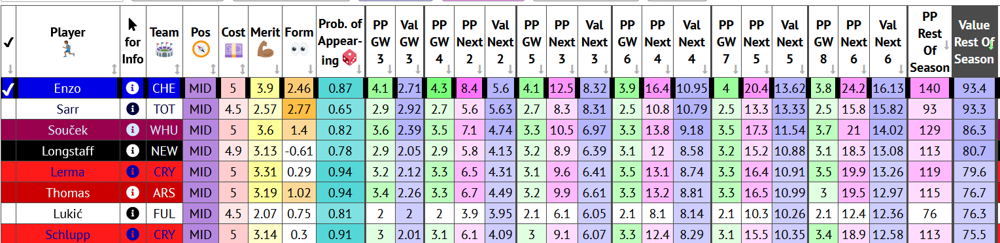 Player for Info Team Pos Cost Merit Form Prob. of Appear-ing PP GW 3 Val GW 3 PP GW 4 PP Next 2 Val Next 2 PP GW 5 PP Next 3 Val Next 3 PP GW 6 PP Next 4 Val Next 4 PP GW 7 PP Next 5 Val Next 5 PP GW 8 PP Next 6 Val Next 6 PP Rest Of Season Value Rest Of Season
Enzo CHE MID 5 3.9 2.46 0.87 4.1 2.71 4.3 8.4 5.6 4.1 12.5 8.32 3.9 16.4 10.95 4 20.4 13.62 3.8 24.2 16.13 140 93.4
Sarr TOT MID 4.5 2.57 2.77 0.65 2.9 2.92 2.7 5.6 5.63 2.7 8.3 8.31 2.5 10.8 10.79 2.5 13.3 13.33 2.5 15.8 15.82 93 93.3
Souček WHU MID 5 3.6 1.4 0.82 3.6 2.39 3.5 7.1 4.74 3.3 10.5 6.97 3.3 13.8 9.18 3.5 17.3 11.54 3.7 21 14.02 129 86.3
Longstaff NEW MID 4.9 3.13 -0.61 0.78 2.9 2.05 2.9 5.8 4.13 3.2 8.9 6.39 3.1 12 8.58 3.2 15.2 10.88 3.1 18.3 13.08 113 80.7
Lerma CRY MID 5 3.31 0.29 0.94 3.2 2.12 3.3 6.5 4.31 3.1 9.6 6.41 3.5 13.1 8.74 3.3 16.4 10.91 3.5 19.9 13.26 119 79.6
Thomas ARS MID 5 3.19 1.02 0.94 3.4 2.26 3.3 6.7 4.49 3.2 9.9 6.61 3.3 13.2 8.81 3.3 16.5 10.99 3 19.5 12.97 115 76.7
Lukić FUL MID 4.5 2.07 0.75 0.81 2 2 2 3.9 3.95 2.1 6.1 6.05 2.1 8.1 8.14 2.1 10.3 10.26 2.1 12.4 12.36 76 76.3
Schlupp CRY MID 5 3.14 0.3 0.91 3 2.01 3.1 6.1 4.09 3 9.1 6.07 3.3 12.4 8.29 3.1 15.5 10.35 3.4 18.9 12.58 113 75.5